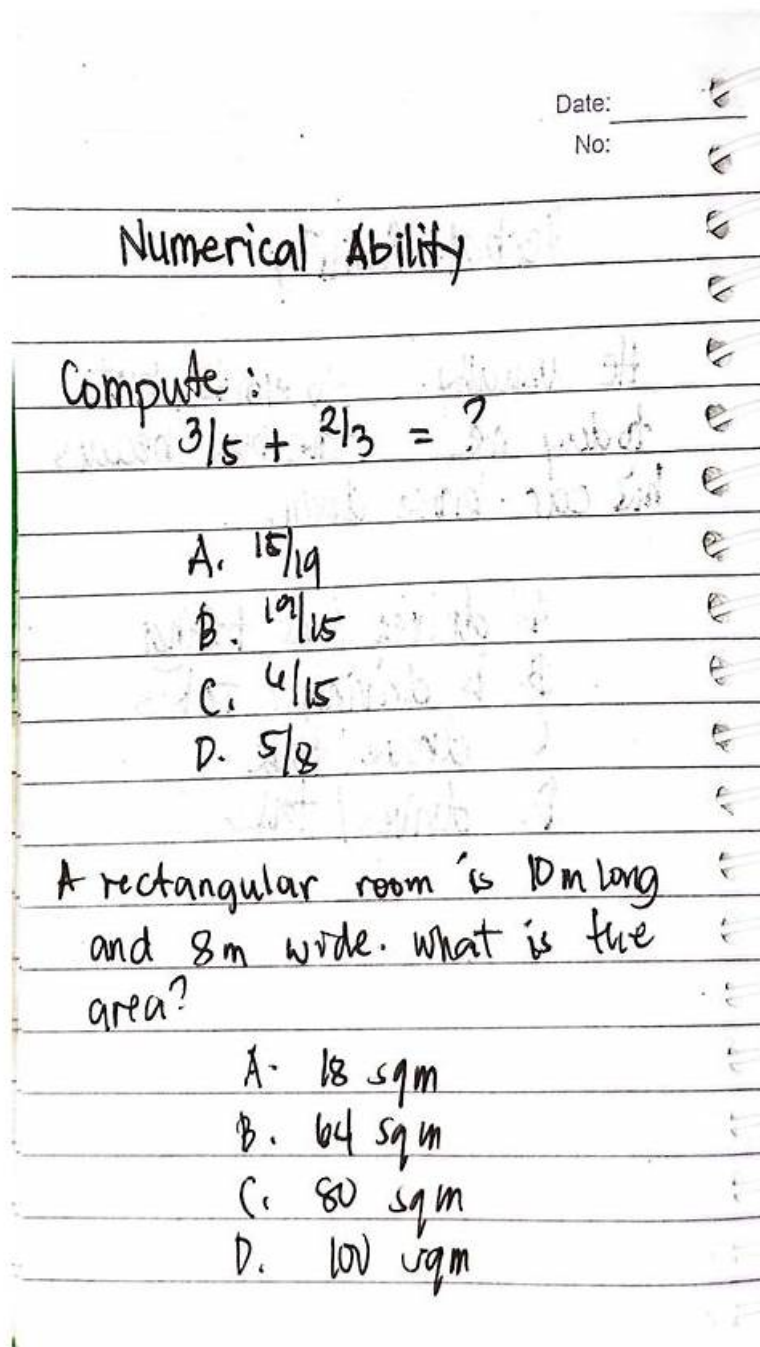 Date:
No:
Numerical Ability
Compute:
3/5 + 2/3 = ?
A. 15/19
B. 19/15
C. 4/15
D. 5/8
A rectangular room is 10m long
and 8m wide. What is the
area?
A. 18 sqm
B. 64 sqm
C. 80 sqm
D. 100 sqm